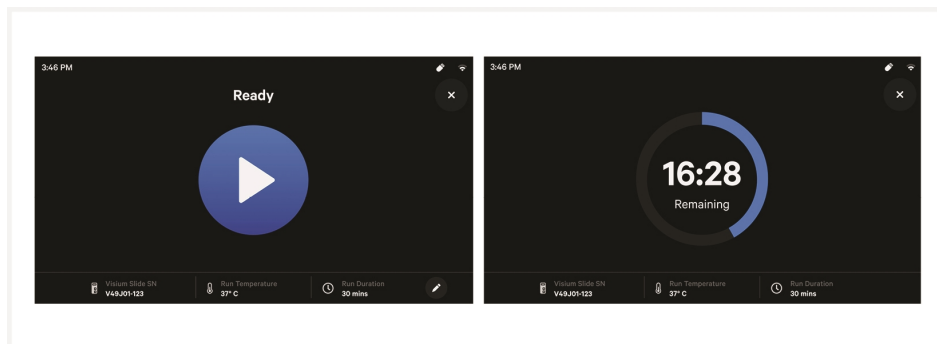 3:46 PM
Ready
Visium Slide SN
V49J01-123
Run Temperature
37° C
Run Duration
30 mins
3:46 PM
16:28
Remaining
Visium Slide SN
V49J01-123
Run Temperature
37° C
Run Duration
30 mins